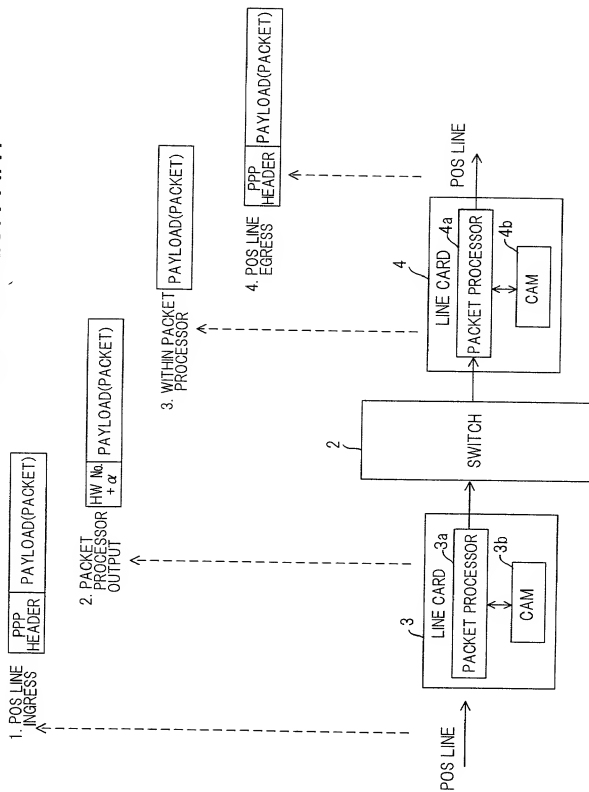 1. POS LINE
INGRESS
PPP
HEADER
PAYLOAD(PACKET)
2. PACKET
PROCESSOR
OUTPUT
HW No.
+ α
PAYLOAD(PACKET)
3. WITHIN PACKET
PROCESSOR
PAYLOAD(PACKET)
4. POS LINE
EGRESS
PPP
HEADER
PAYLOAD(PACKET)
POS LINE
3
LINE CARD
3a
PACKET PROCESSOR
3b
CAM
2
SWITCH
4
LINE CARD
4a
PACKET PROCESSOR
4b
CAM
POS LINE